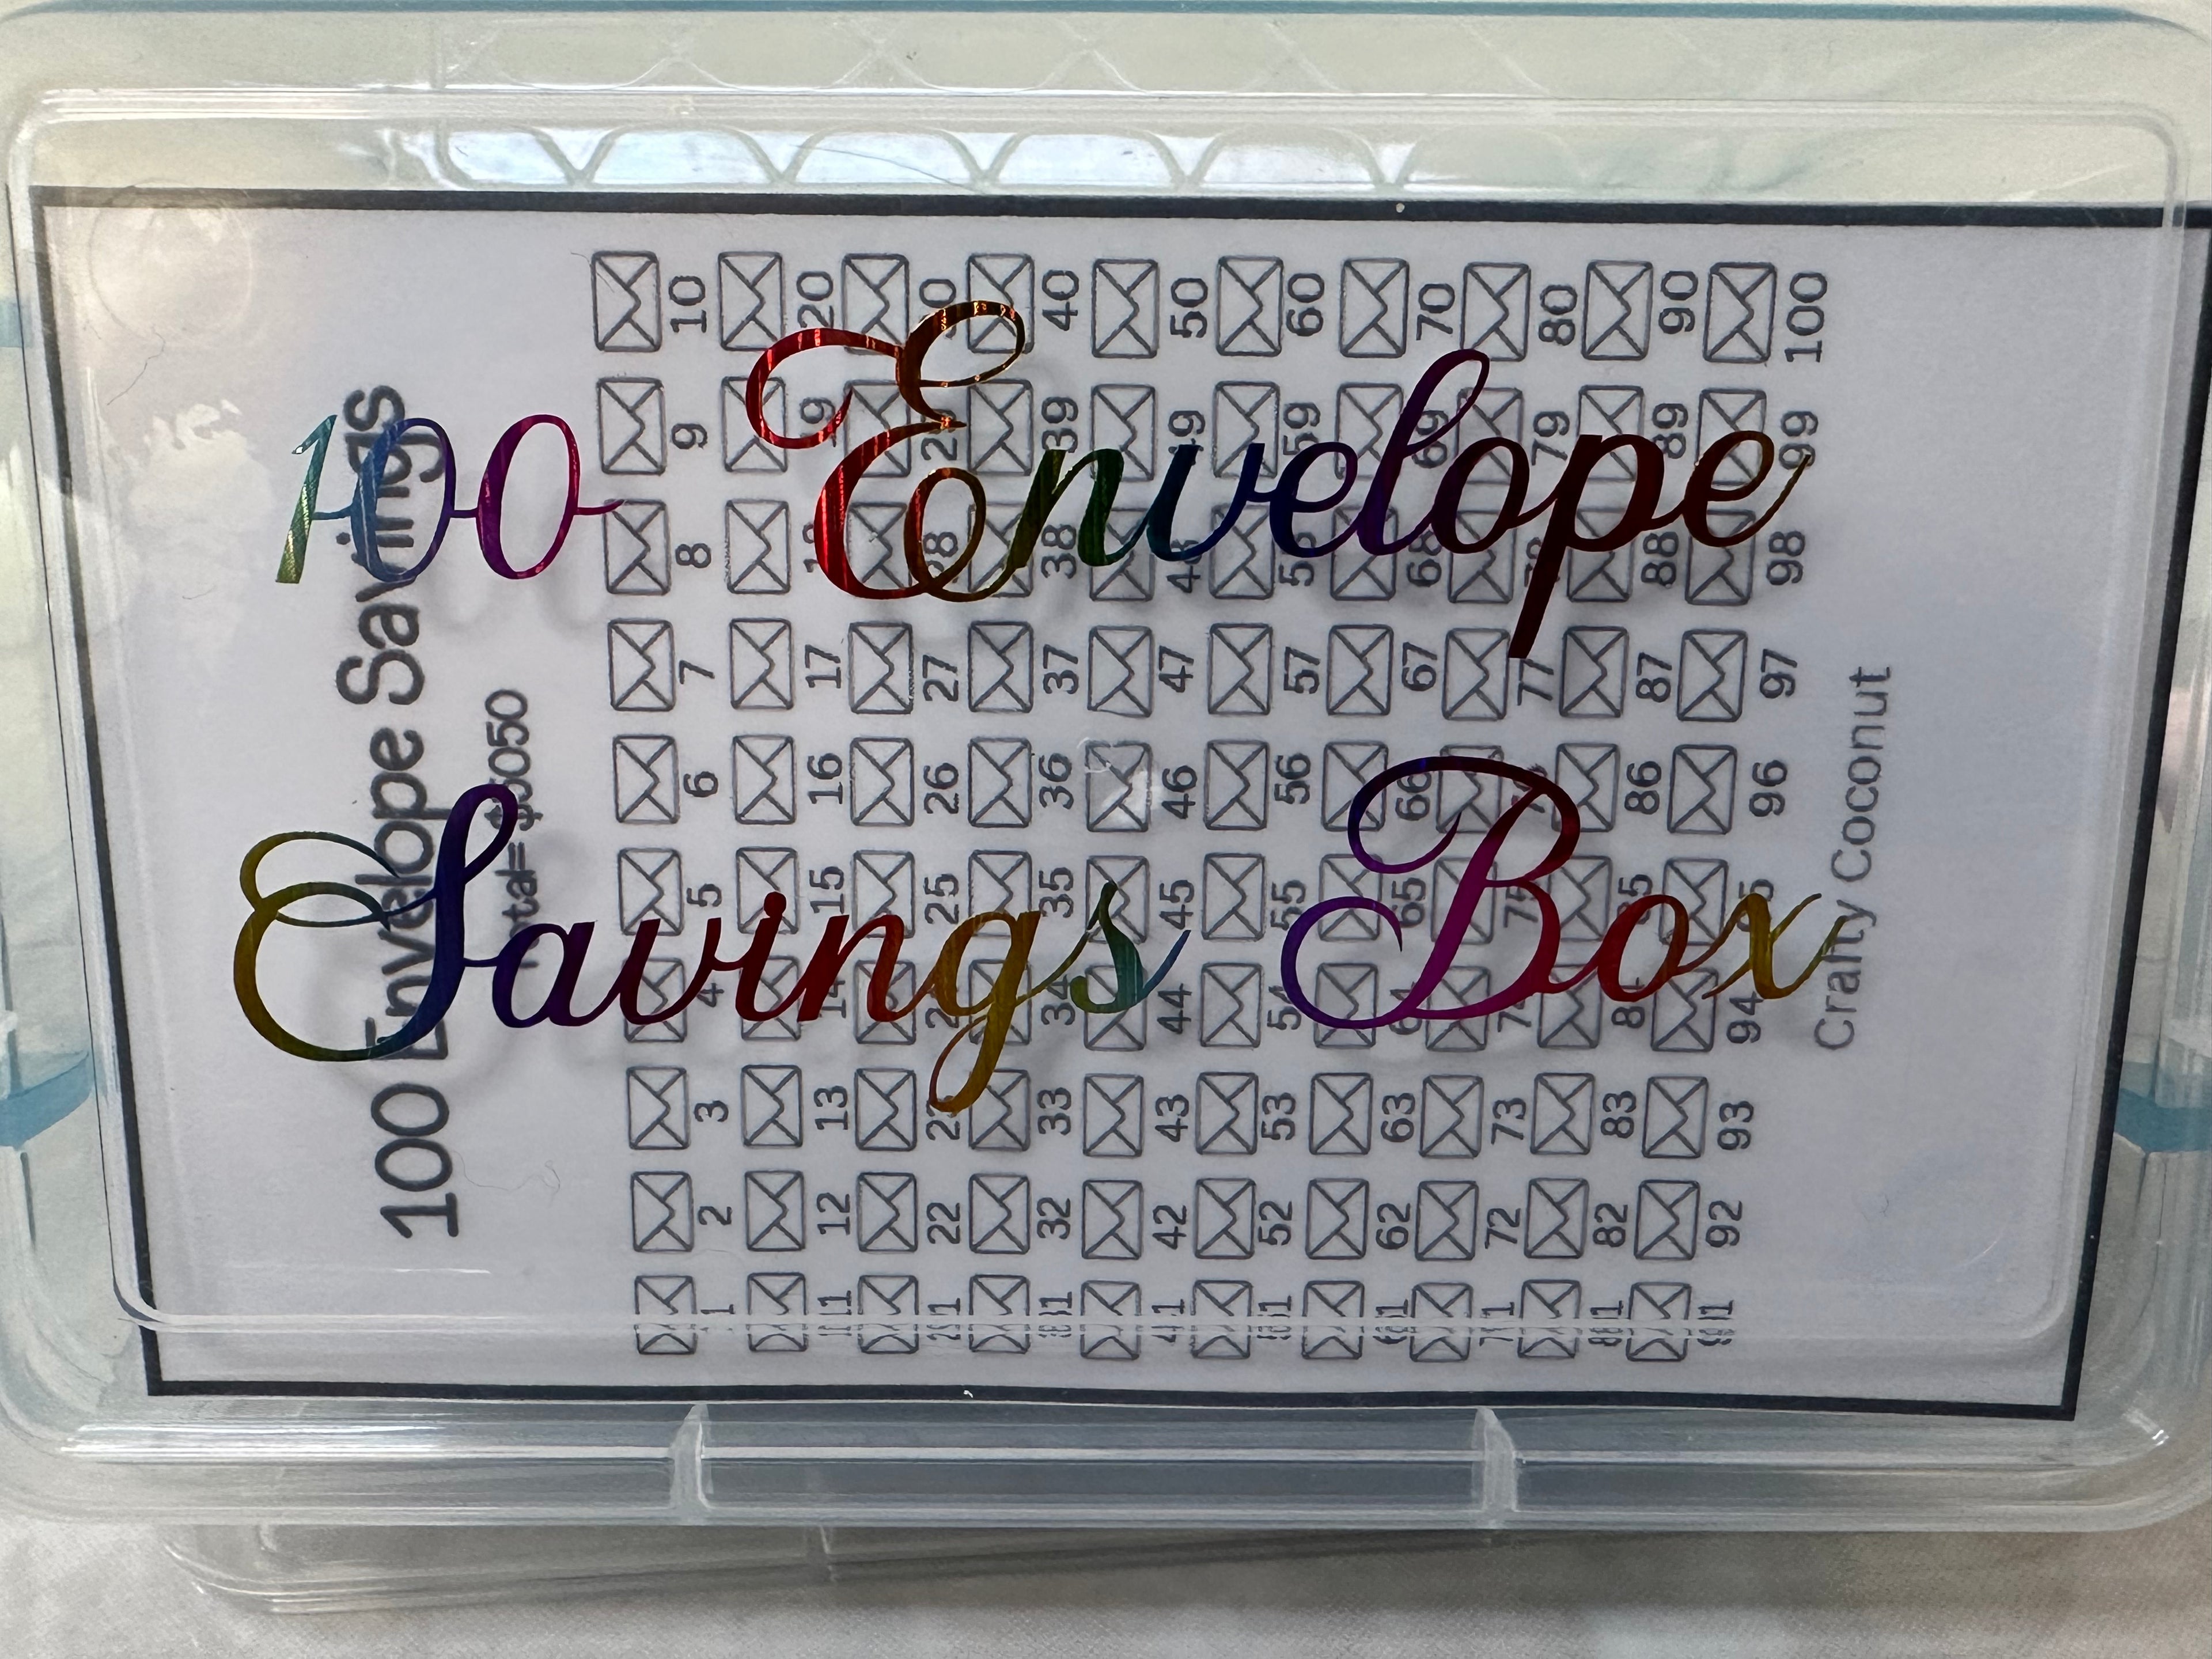 100 Envelope
Savings Box
100 Envelope Savings
Total= $5050
1 2 3 4 5 6 7 8 9 10
11 12 13 14 15 16 17 18 19 20
21 22 23 24 25 26 27 28 29 30
31 32 33 34 35 36 37 38 39 40
41 42 43 44 45 46 47 48 49 50
51 52 53 54 55 56 57 58 59 60
61 62 63 64 65 66 67 68 69 70
71 72 73 74 75 76 77 78 79 80
81 82 83 84 85 86 87 88 89 90
91 92 93 94 95 96 97 98 99 100
Crafty Coconut